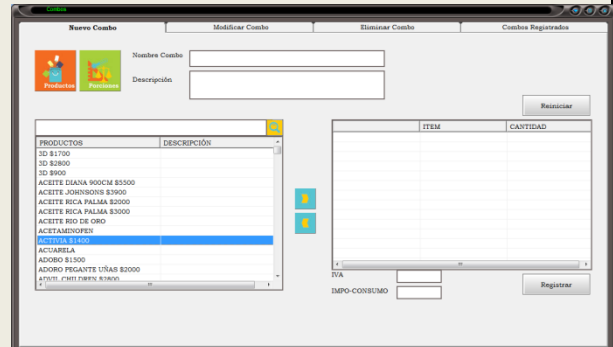 Combos
Nuevo Combo Modificar Combo Eliminar Combo Combos Registrados
Nombre Combo
Descripción
Productos Porciones
Reiniciar
PRODUCTOS DESCRIPCIÓN
3D $1700
3D $2800
3D $900
ACEITE DIANA 900CM $5500
ACEITE JOHNSONS $3900
ACEITE RICA PALMA $2000
ACEITE RICA PALMA $3000
ACEITE RIO DE ORO
ACETAMINOFEN
ACTIVIA $1400
ACUARELA
ADOBO $1500
ADORO PEGANTE UÑAS $2000
ADVIL CHILDREN $2800
ITEM CANTIDAD
IVA
IMPO-CONSUMO
Registrar